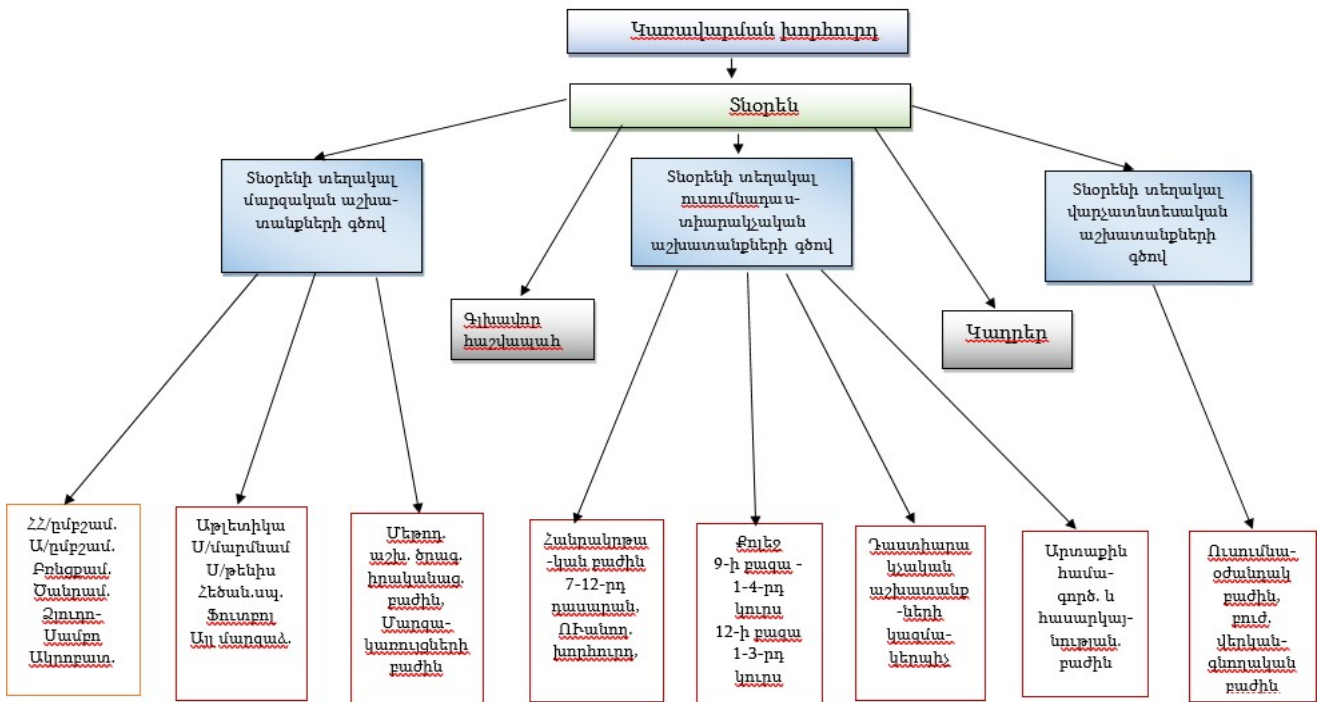 Կառավարման խորհուրդ
Տնօրեն
Տնօրենի տեղակալ
մարզական աշխա-
տանքների գծով
Տնօրենի տեղակալ
ուսումնադաս-
տիարակչական
աշխատանքների գծով
Տնօրենի տեղակալ
վարչատնտեսական
աշխատանքների
գծով
Գլխավոր
հաշվապահ
Կադրեր
ՀՀ/ըմբշամ.
Ա/ըմբշամ.
Բռնցքամ.
Ծանրամ.
Ձյուդո-
Սամբո
Ակրոբատ.
Աթլետիկա
Ս/մարմնամ
Ս/թենիս
Հեծան.սպ.
Ֆուտբոլ
Այլ մարզաձ.
Մեթոդ.
աշխ. ծրագ.
իրականաց.
բաժին,
Մարզա-
կառույցների
բաժին
Հանրակրթա
-կան բաժին
7-12-րդ
դասարան,
ՈՒսանող.
խորհուրդ,
Քոլեջ
9-ի բազա -
1-4-րդ
կուրս
12-ի բազա
1-3-րդ
կուրս
Դաստիարա
կչական
աշխատանք
-ների
կազմա-
կերպիչ
Արտաքին
համա-
գործ. և
հասարկայ-
նության.
բաժին
Ուսումնա-
օժանդակ
բաժին,
բուժ.
վերկան-
գնողական
բաժին